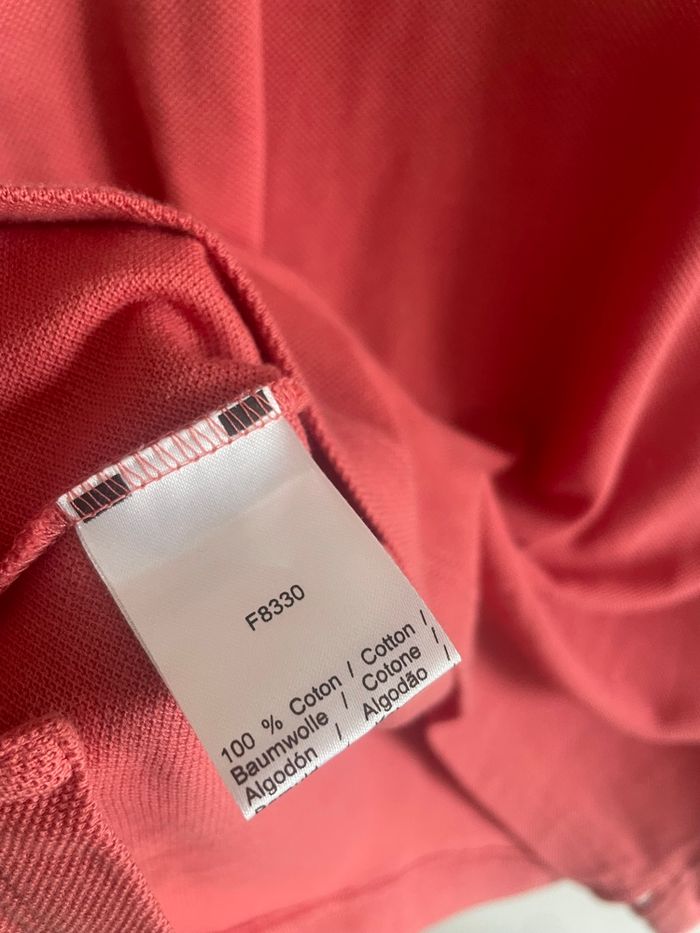 F8330
100 % Coton / Cotton /
Baumwolle / Cotone /
Algodón / Algodão /